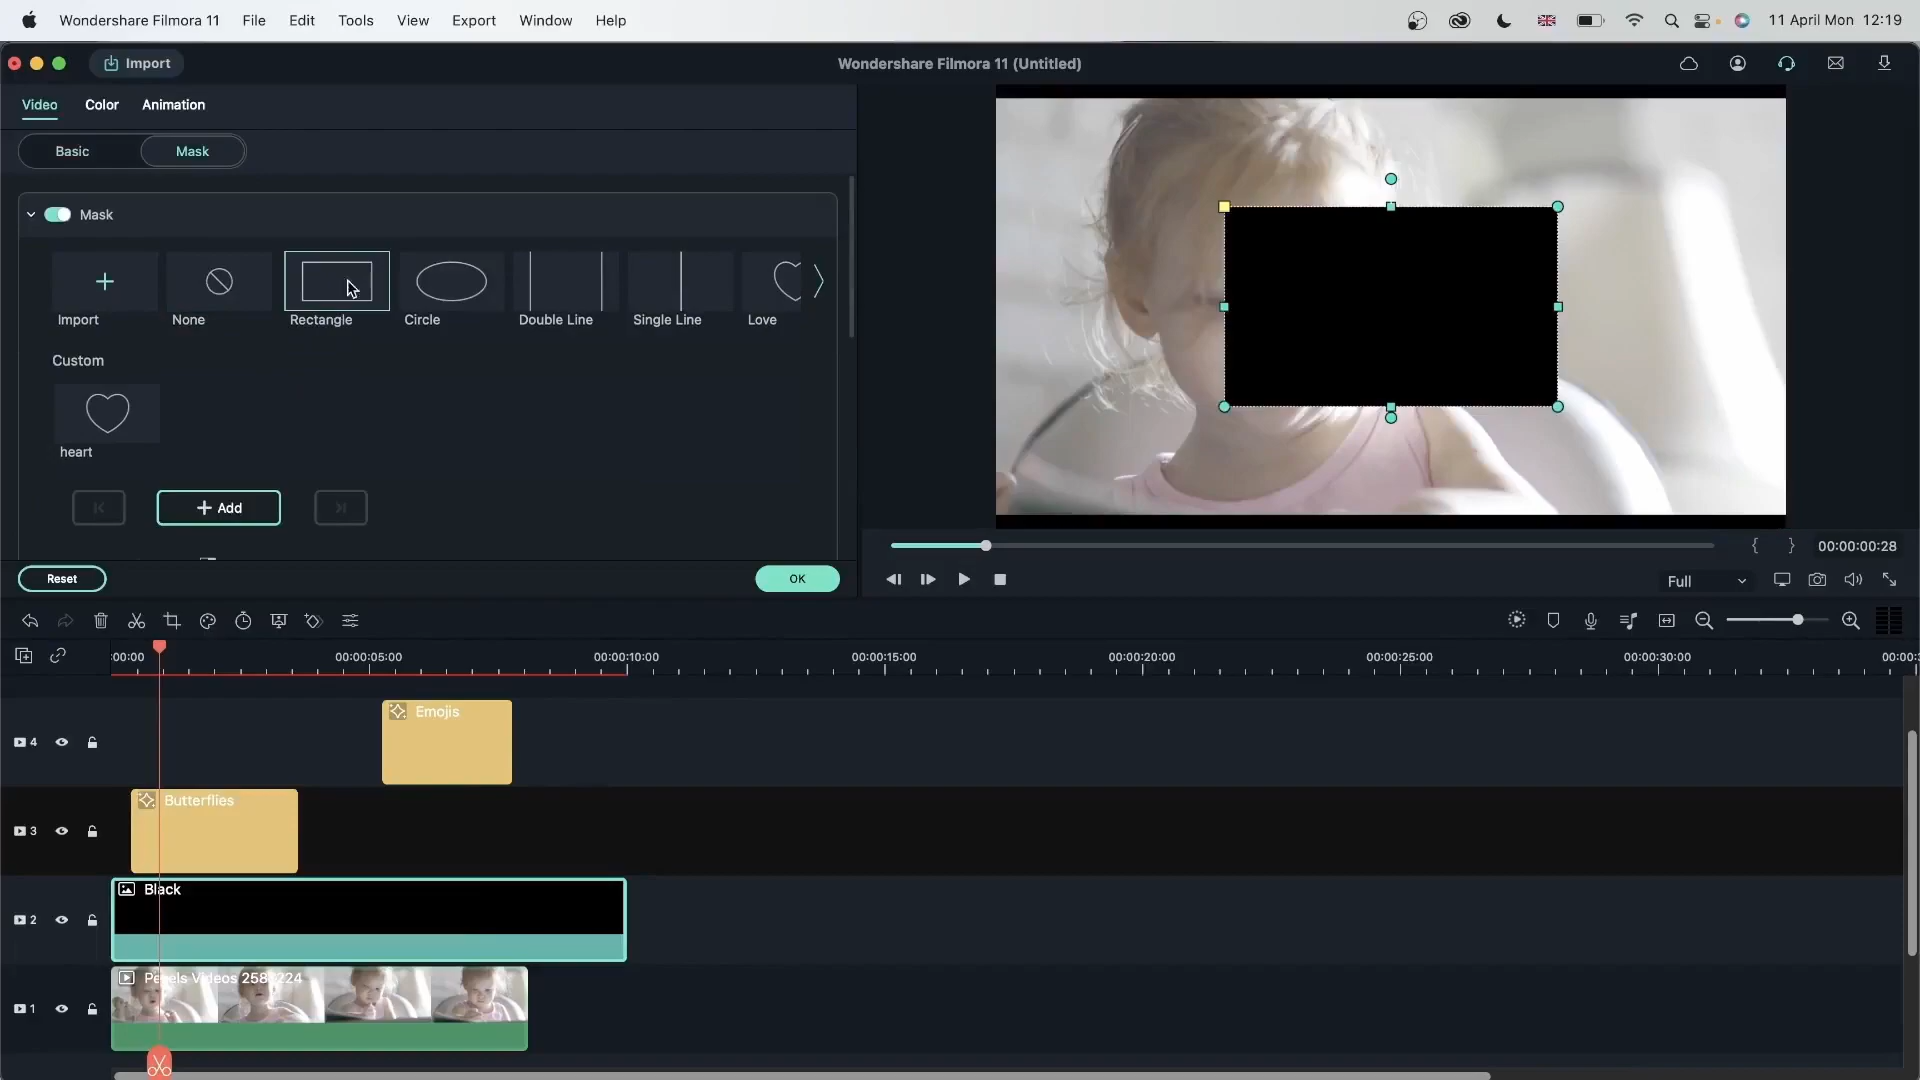 Wondershare Filmora 11 File Edit Tools View Export Window Help 11 April Mon 12:19
Import Wondershare Filmora 11 (Untitled)
Video Color Animation
Basic Mask
Mask
Import None Rectangle Circle Double Line Single Line Love
Custom
heart
Add
Reset OK
00:00:00:28
Full
:00:00 00:00:05:00 00:00:10:00 00:00:15:00 00:00:20:00 00:00:25:00 00:00:30:00 00:00:
4 Emojis
3 Butterflies
2 Black
1 Videos